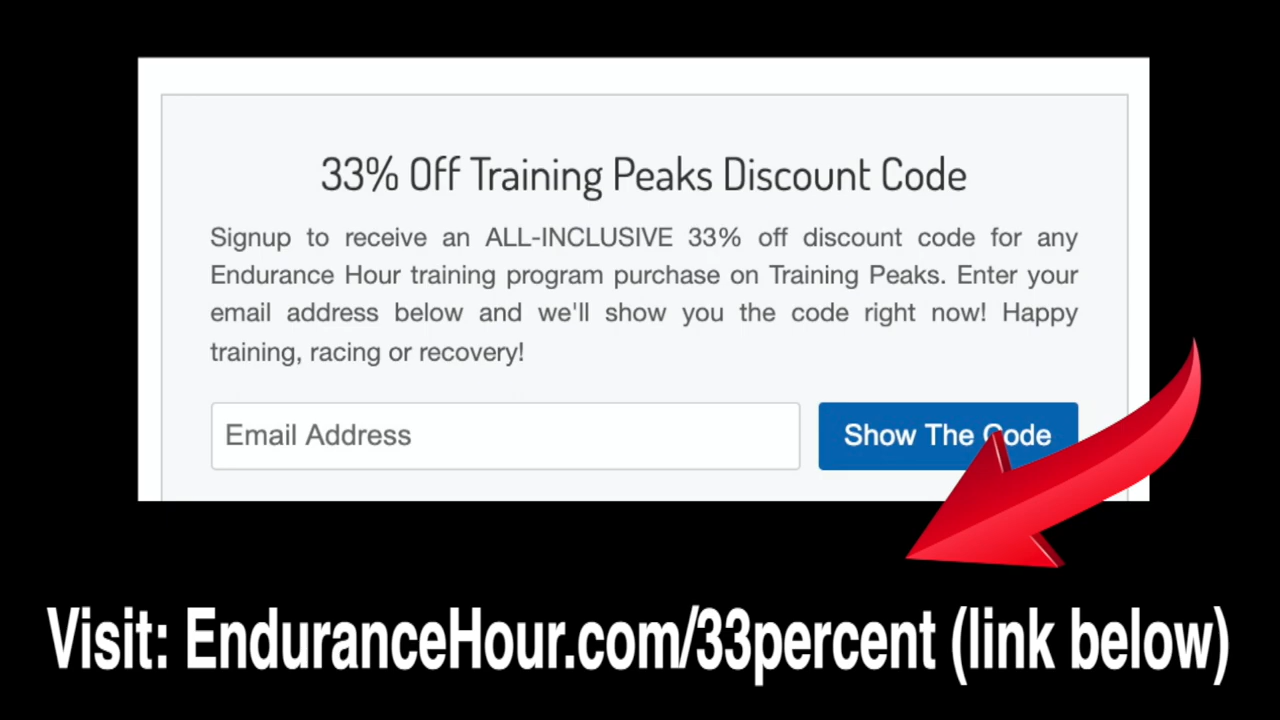 33% Off Training Peaks Discount Code
Signup to receive an ALL-INCLUSIVE 33% off discount code for any
Endurance Hour training program purchase on Training Peaks. Enter your
email address below and we'll show you the code right now! Happy
training, racing or recovery!
Email Address
Show The Code
Visit: EnduranceHour.com/33percent (link below)